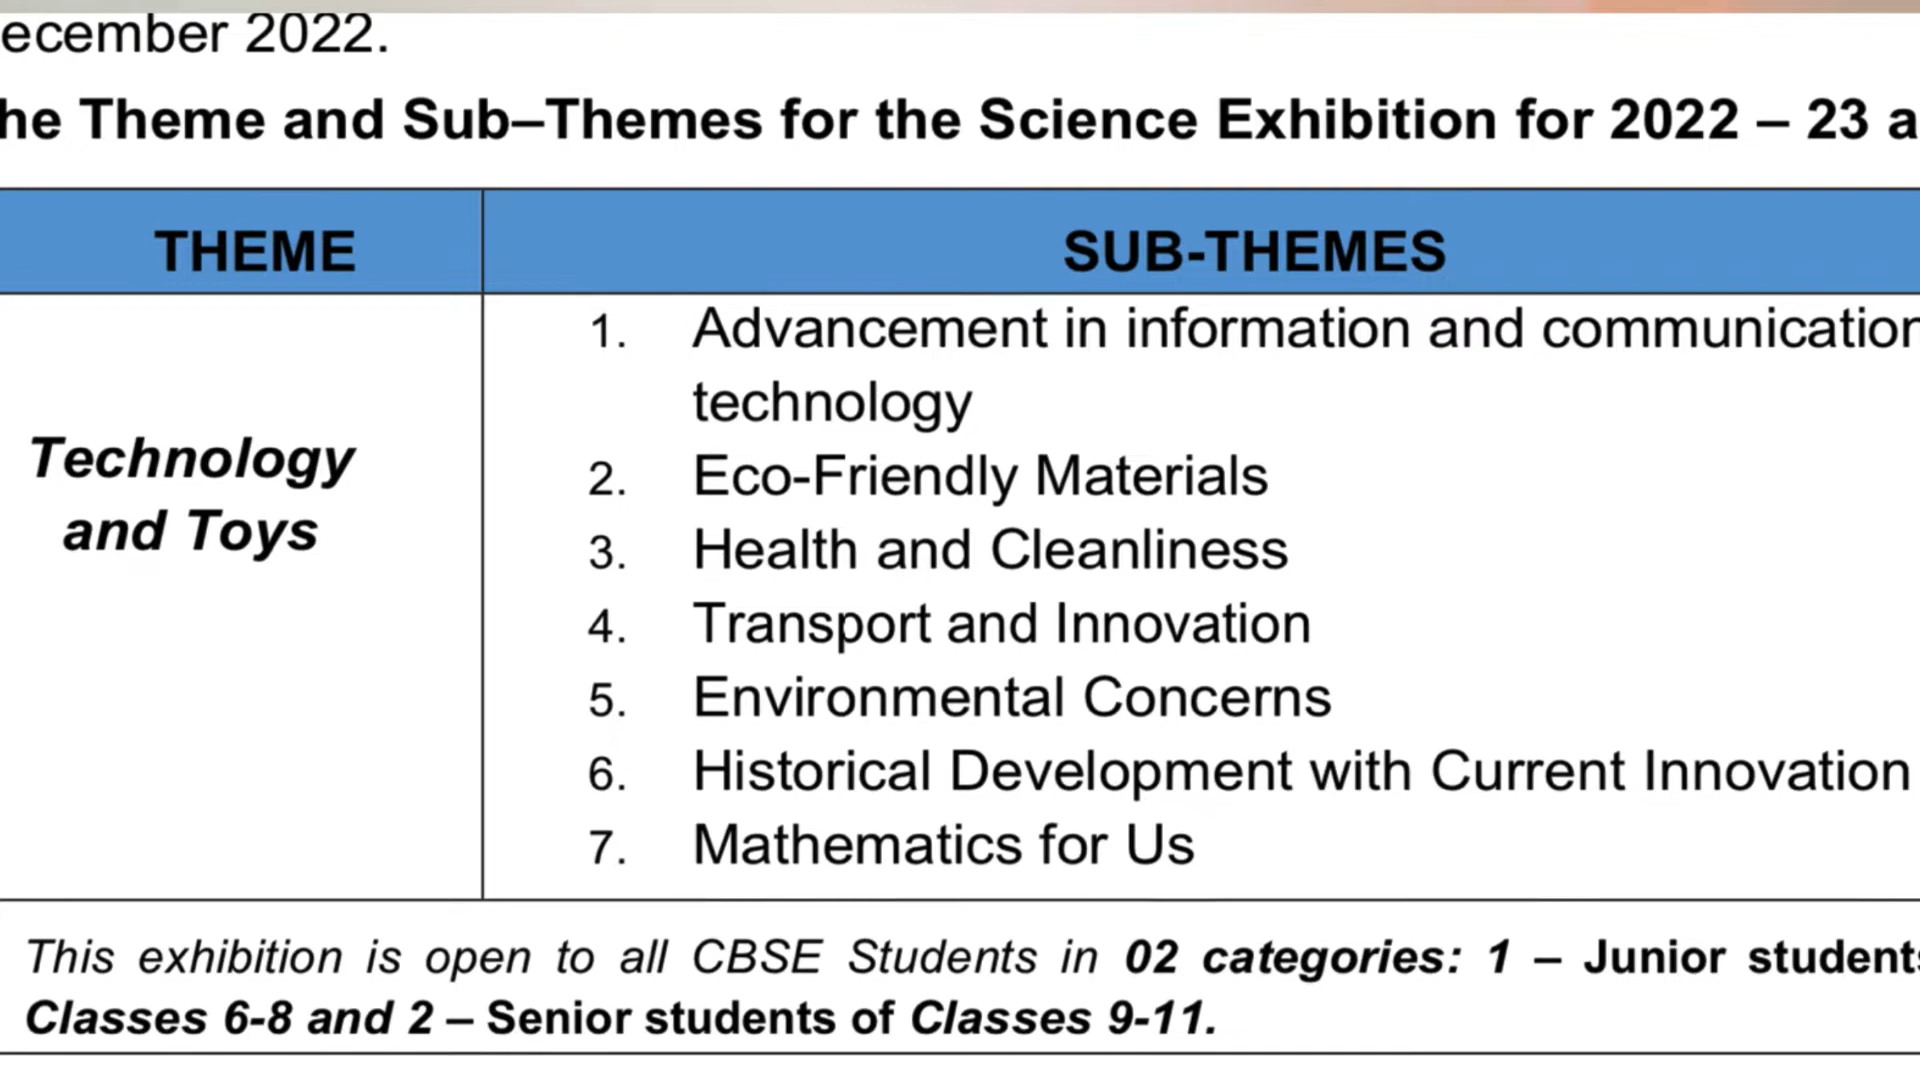 ecember 2022.
he Theme and Sub–Themes for the Science Exhibition for 2022 – 23 a
THEME
SUB-THEMES
Technology
and Toys
1. Advancement in information and communication
technology
2. Eco-Friendly Materials
3. Health and Cleanliness
4. Transport and Innovation
5. Environmental Concerns
6. Historical Development with Current Innovation
7. Mathematics for Us
This exhibition is open to all CBSE Students in 02 categories: 1 – Junior students
Classes 6-8 and 2 – Senior students of Classes 9-11.